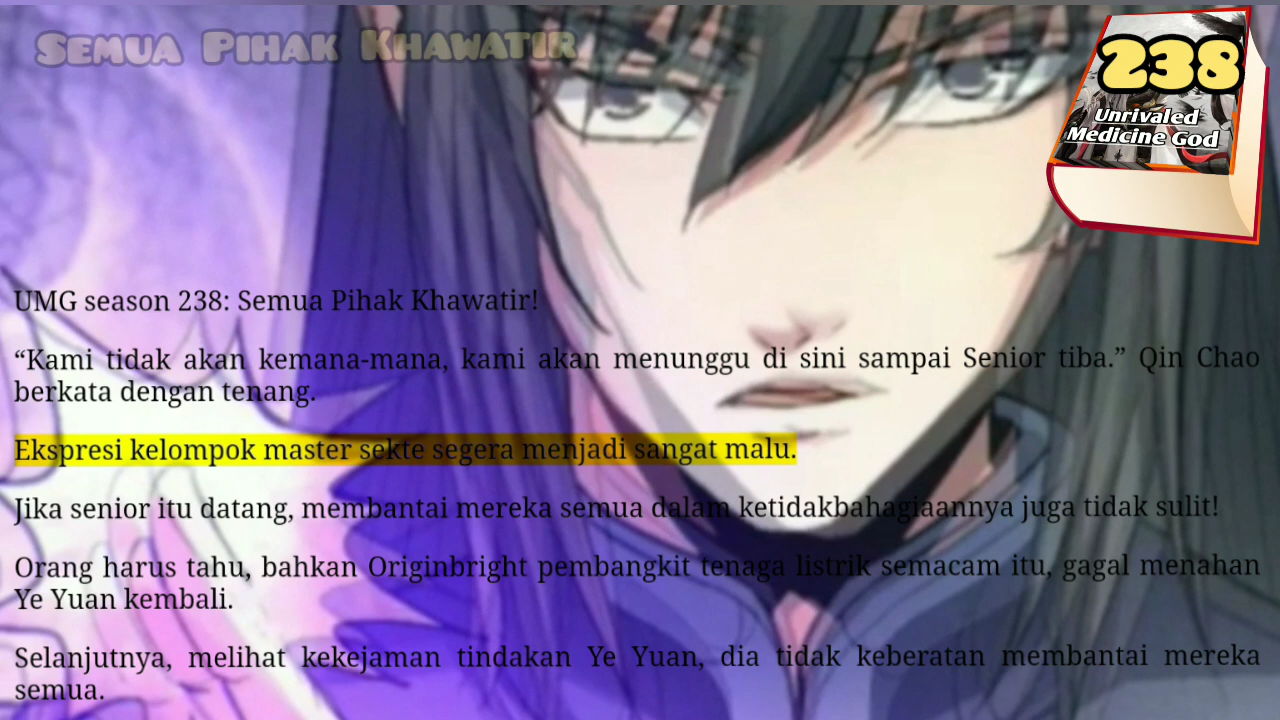 Semua Pihak Khawatir
238
Unrivaled
Medicine God
UMG season 238: Semua Pihak Khawatir!
“Kami tidak akan kemana-mana, kami akan menunggu di sini sampai Senior tiba.” Qin Chao
berkata dengan tenang.
Ekspresi kelompok master sekte segera menjadi sangat malu.
Jika senior itu datang, membantai mereka semua dalam ketidakbahagiaannya juga tidak sulit!
Orang harus tahu, bahkan Originbright pembangkit tenaga listrik semacam itu, gagal menahan
Ye Yuan kembali.
Selanjutnya, melihat kekejaman tindakan Ye Yuan, dia tidak keberatan membantai mereka
semua.